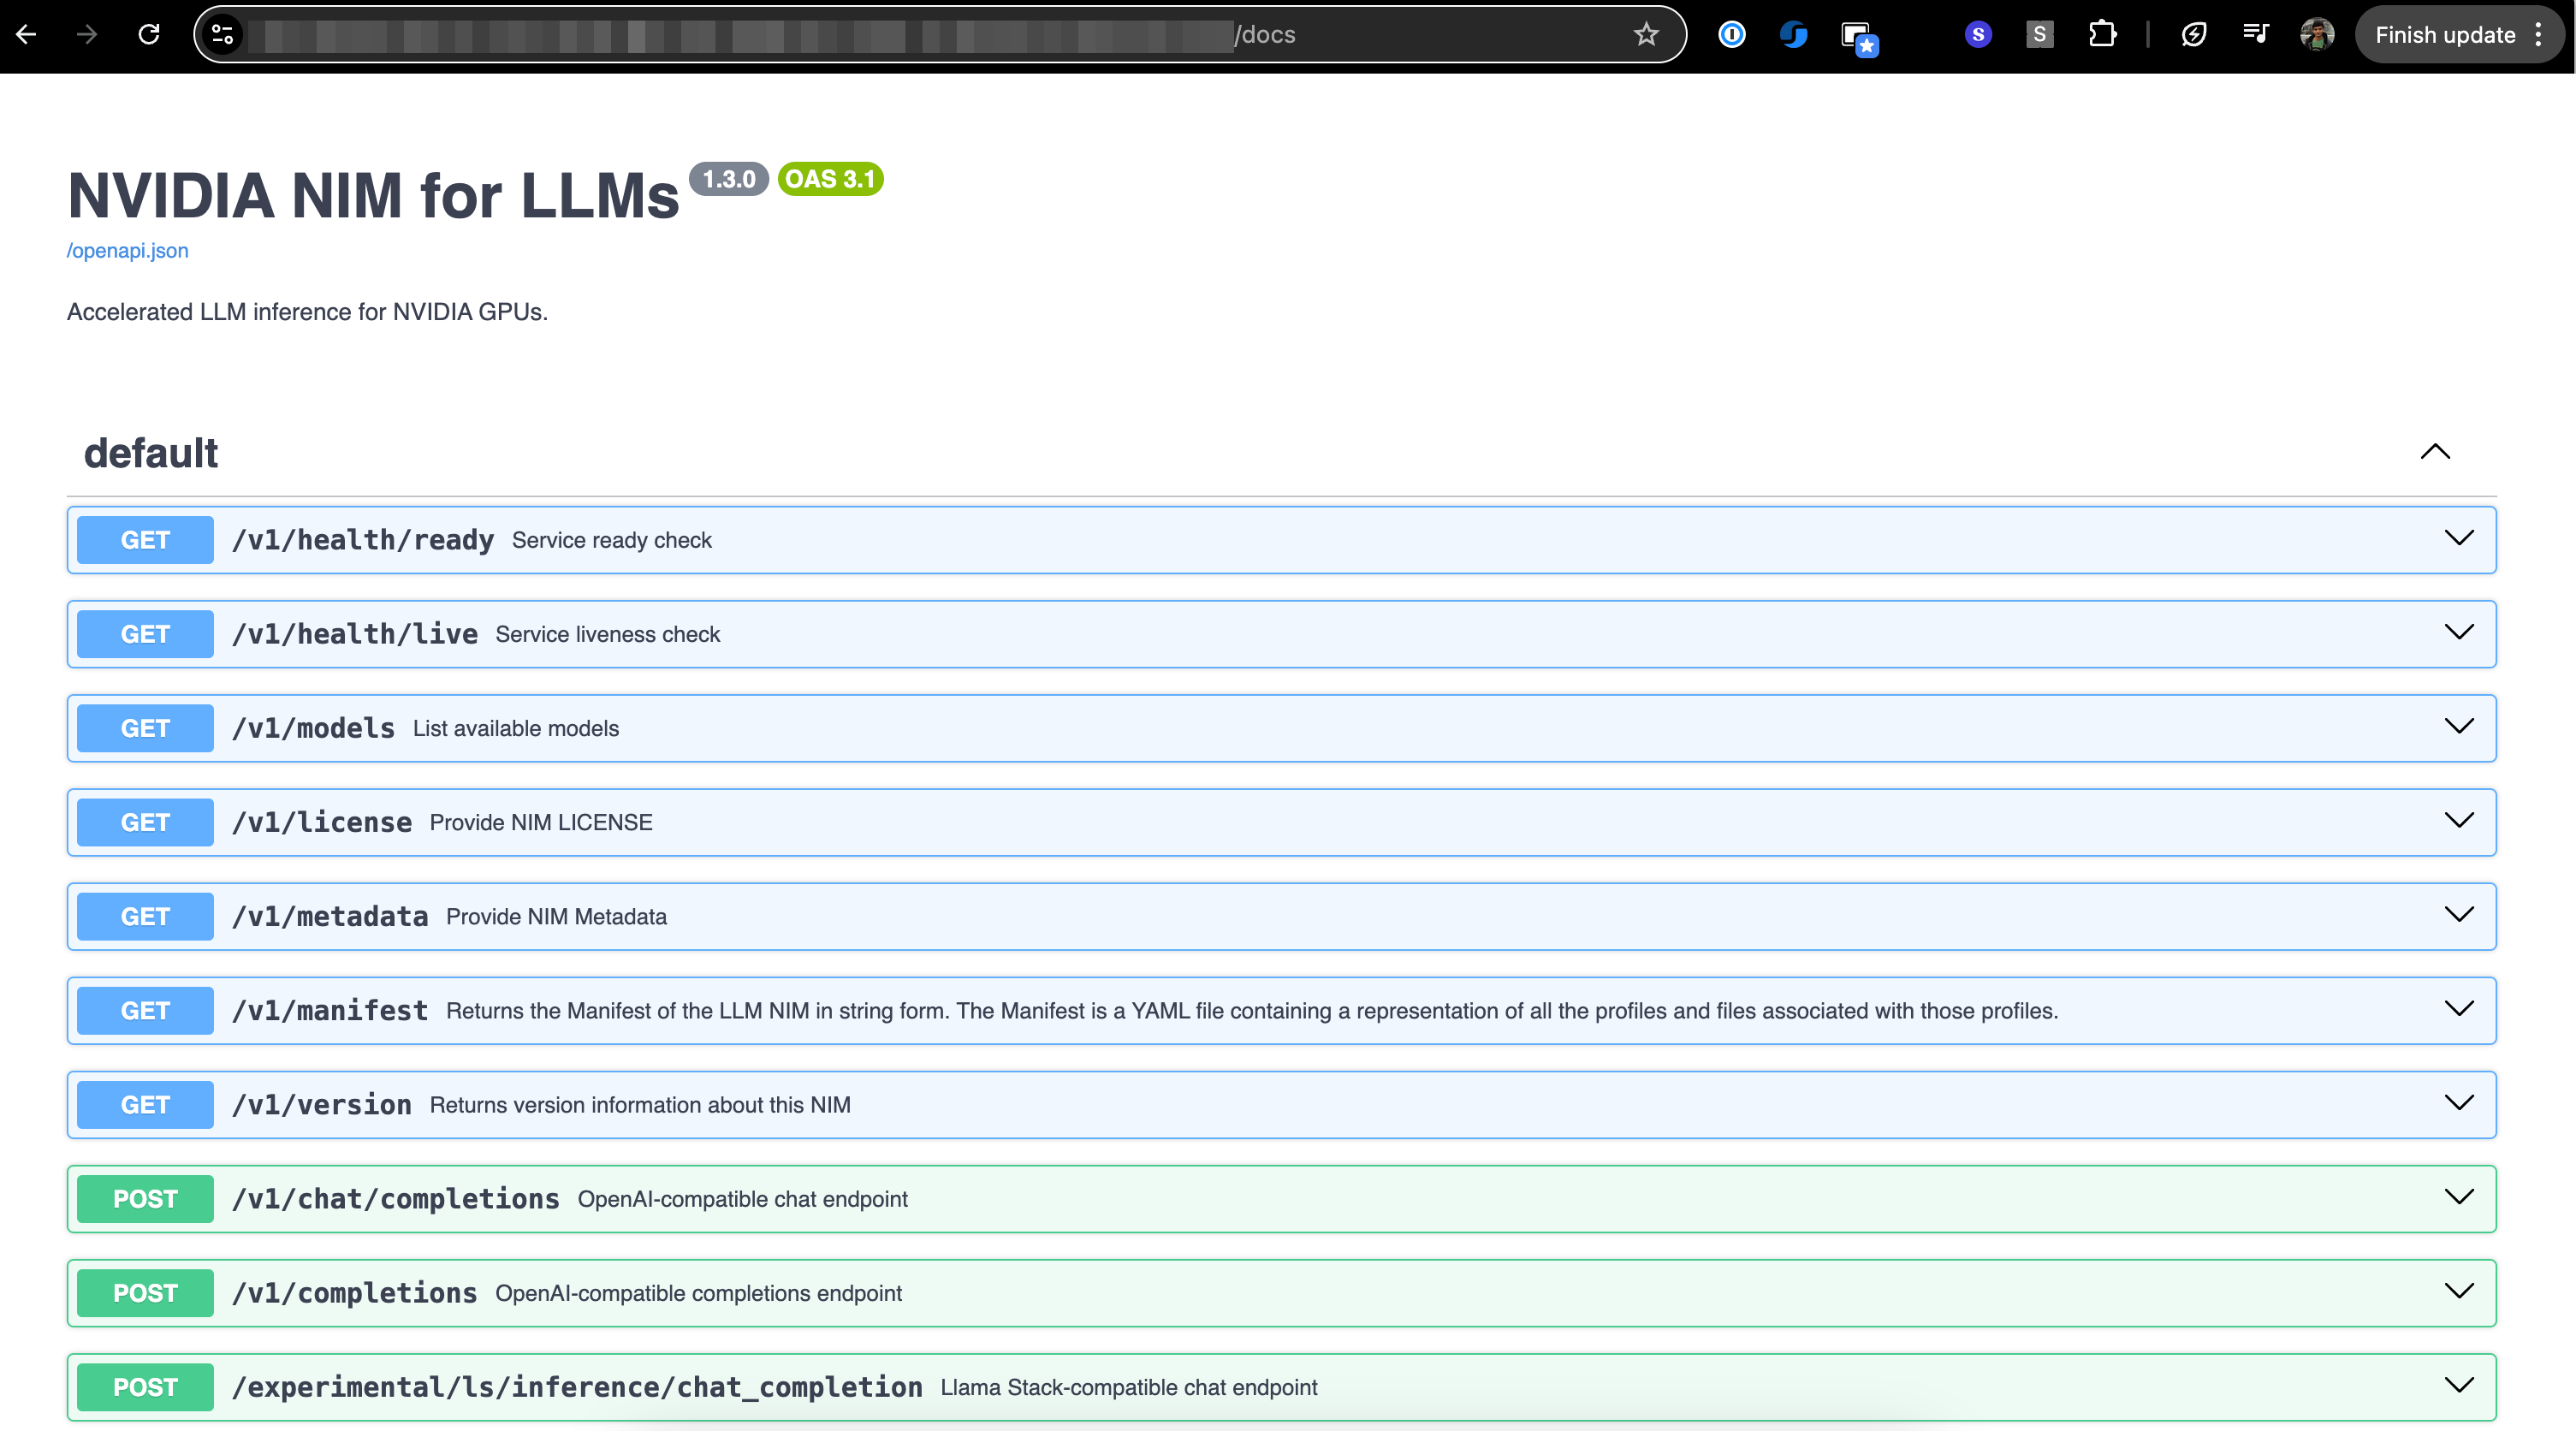 /docs
S
S
Finish update
NVIDIA NIM for LLMs 1.3.0 OAS 3.1
/openapi.json
Accelerated LLM inference for NVIDIA GPUs.
default
GET /v1/health/ready Service ready check
GET /v1/health/live Service liveness check
GET /v1/models List available models
GET /v1/license Provide NIM LICENSE
GET /v1/metadata Provide NIM Metadata
GET /v1/manifest Returns the Manifest of the LLM NIM in string form. The Manifest is a YAML file containing a representation of all the profiles and files associated with those profiles.
GET /v1/version Returns version information about this NIM
POST /v1/chat/completions OpenAI-compatible chat endpoint
POST /v1/completions OpenAI-compatible completions endpoint
POST /experimental/ls/inference/chat_completion Llama Stack-compatible chat endpoint